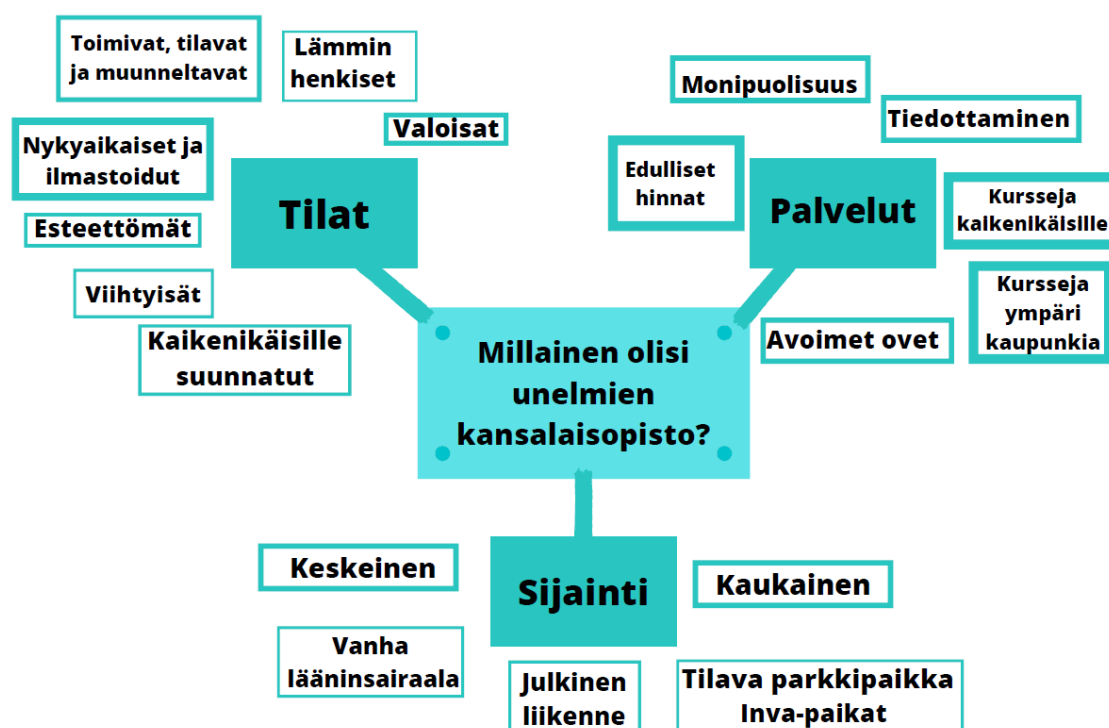 Toimivat, tilavat
ja muunneltavat
Lämmin
henkiset
Valoisat
Nykyaikaiset ja
ilmastoidut
Tilat
Esteettömät
Viihtyisät
Kaikenikäisille
suunnatut
Monipuolisuus
Tiedottaminen
Edulliset
hinnat
Palvelut
Kursseja
kaikenikäisille
Kursseja
ympäri
kaupunkia
Avoimet ovet
Millainen olisi
unelmien
kansalaisopisto?
Keskeinen
Sijainti
Kaukainen
Vanha
lääninsairaala
Julkinen
liikenne
Tilava parkkipaikka
Inva-paikat